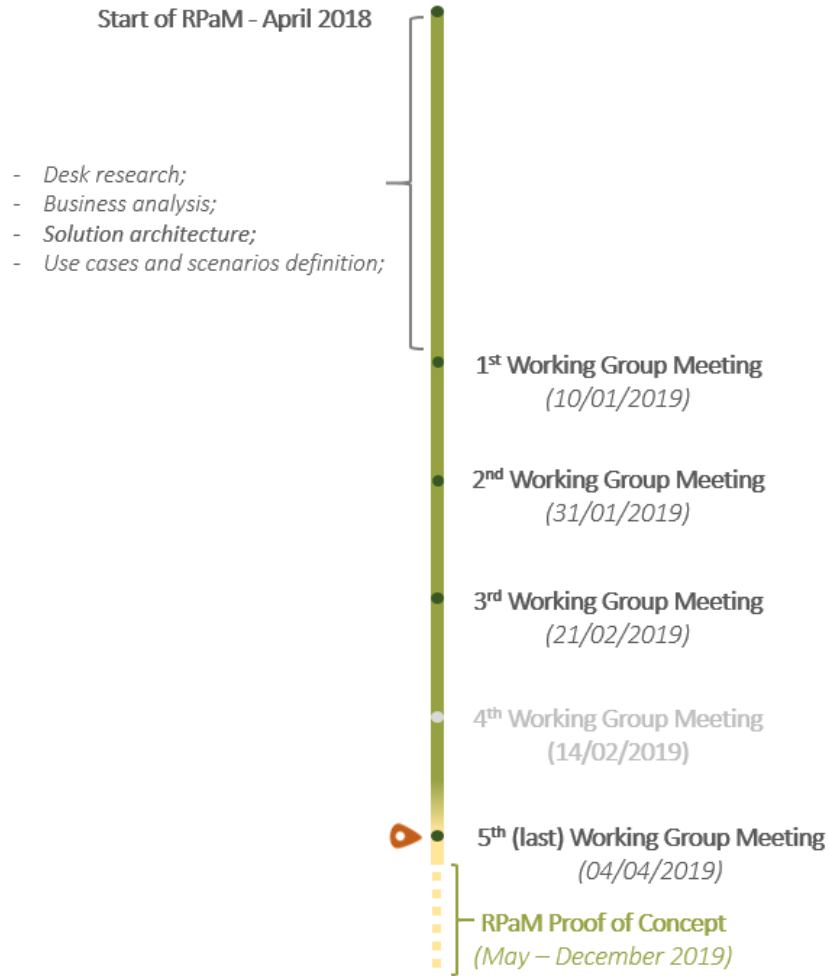 Start of RPaM - April 2018
- Desk research;
- Business analysis;
- Solution architecture;
- Use cases and scenarios definition;
1st Working Group Meeting
(10/01/2019)
2nd Working Group Meeting
(31/01/2019)
3rd Working Group Meeting
(21/02/2019)
4th Working Group Meeting
(14/02/2019)
5th (last) Working Group Meeting
(04/04/2019)
RPaM Proof of Concept
(May – December 2019)